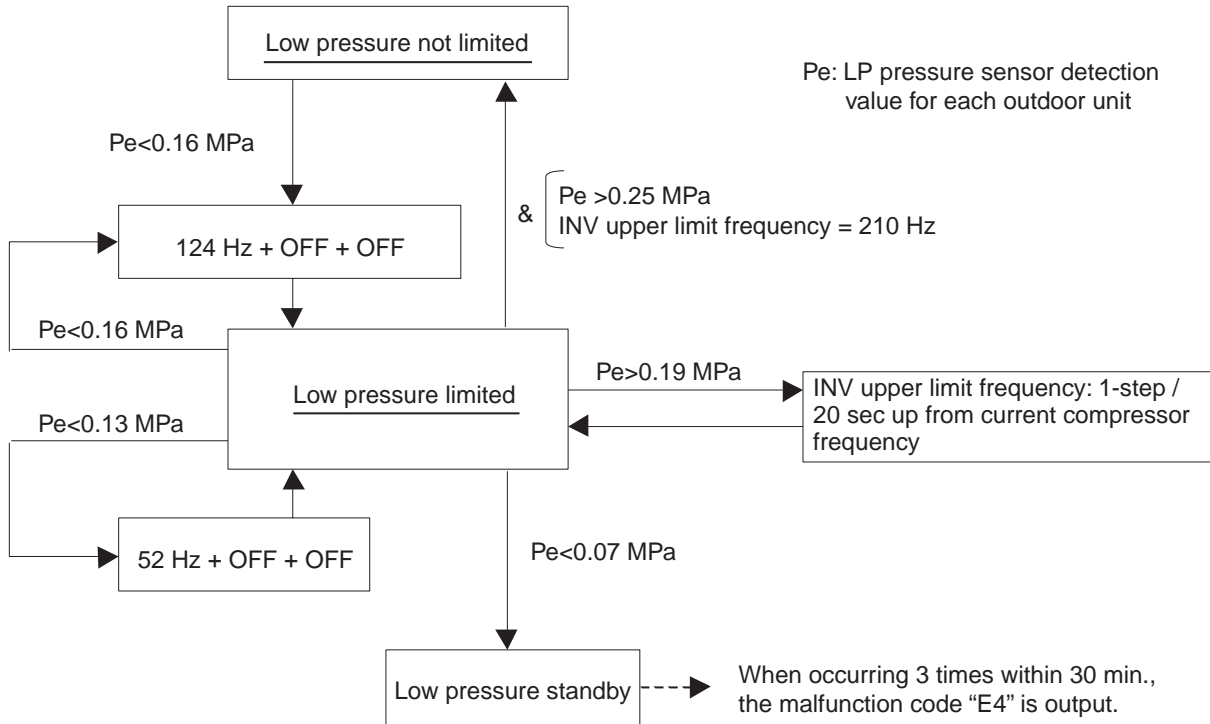 Low pressure not limited
Pe: LP pressure sensor detection
value for each outdoor unit
Pe<0.16 MPa
&
Pe >0.25 MPa
INV upper limit frequency = 210 Hz
124 Hz + OFF + OFF
Pe<0.16 MPa
Low pressure limited
Pe>0.19 MPa
INV upper limit frequency: 1-step /
20 sec up from current compressor
frequency
Pe<0.13 MPa
52 Hz + OFF + OFF
Pe<0.07 MPa
Low pressure standby
When occurring 3 times within 30 min.,
the malfunction code “E4” is output.